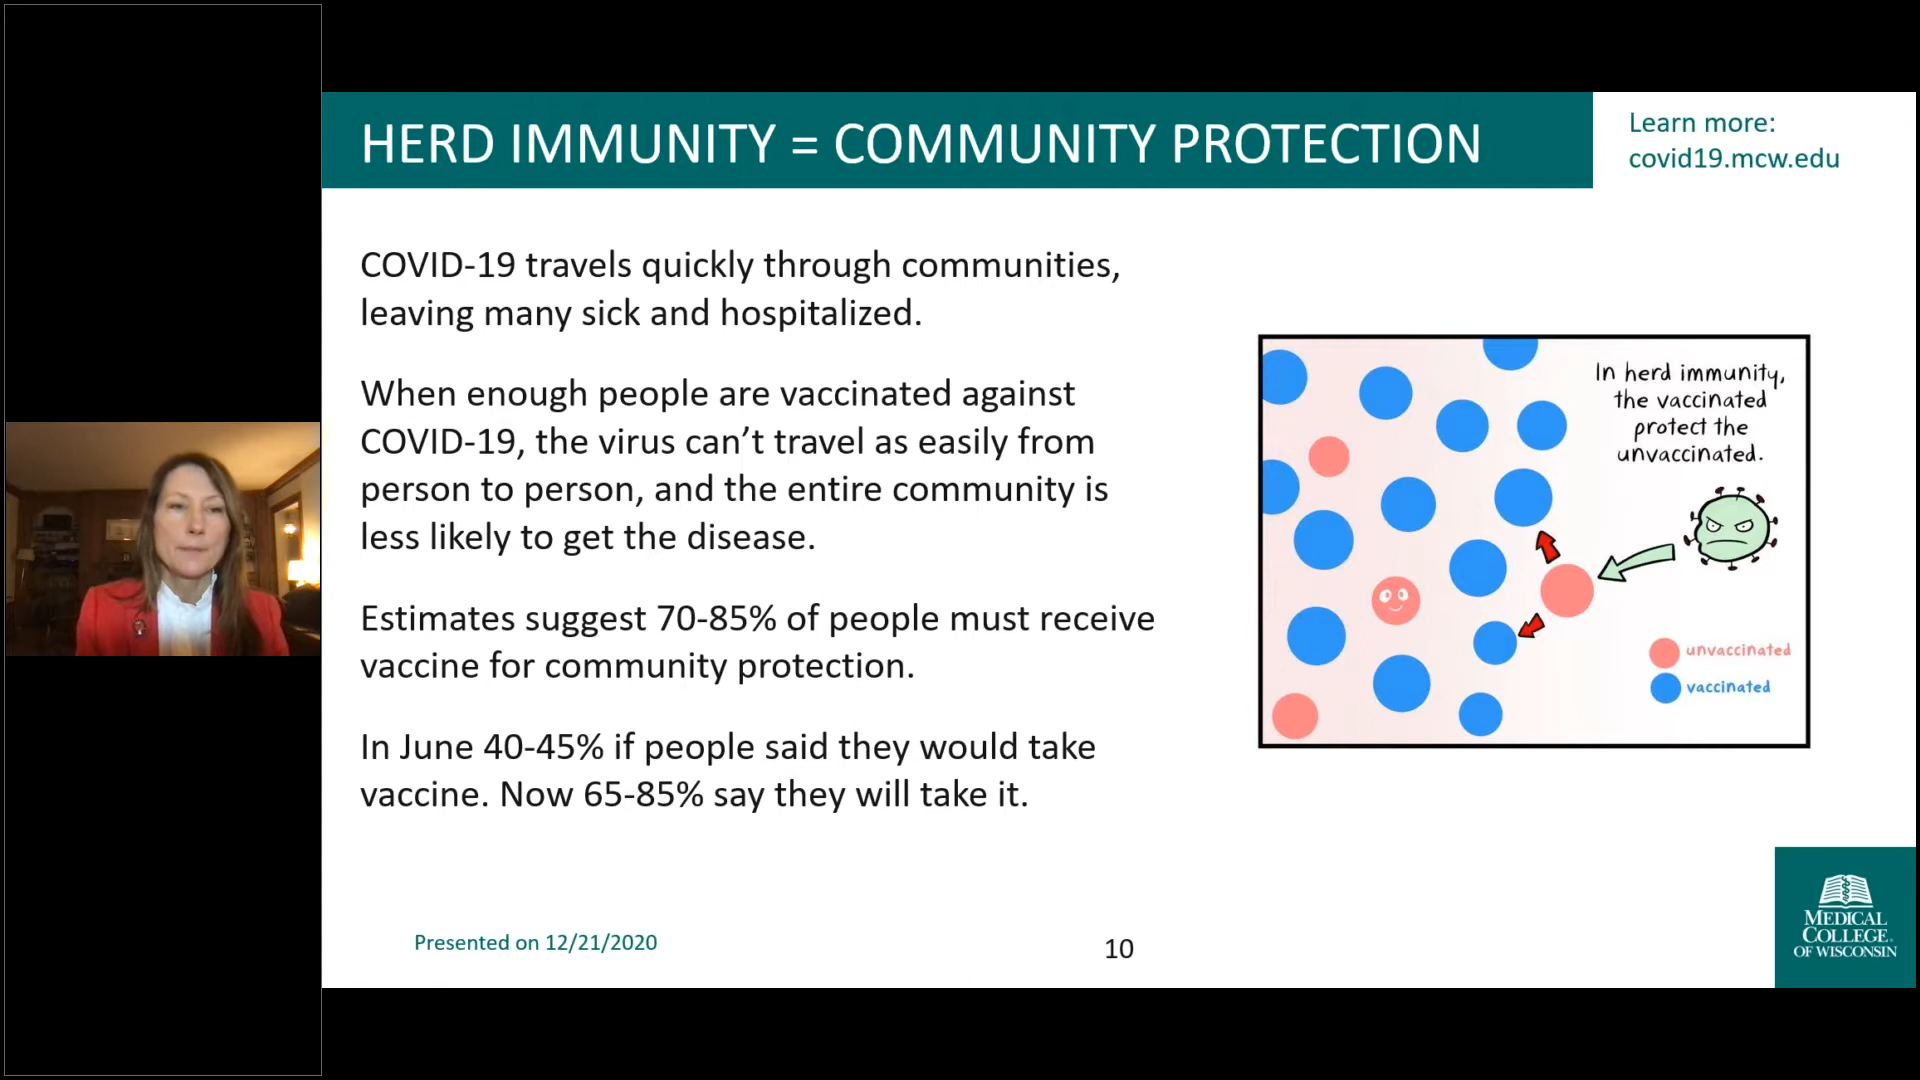 HERD IMMUNITY = COMMUNITY PROTECTION
Learn more:
covid19.mcw.edu
COVID-19 travels quickly through communities,
leaving many sick and hospitalized.
When enough people are vaccinated against
COVID-19, the virus can’t travel as easily from
person to person, and the entire community is
less likely to get the disease.
Estimates suggest 70-85% of people must receive
vaccine for community protection.
In June 40-45% if people said they would take
vaccine. Now 65-85% say they will take it.
In herd immunity,
the vaccinated
protect the
unvaccinated.
unvaccinated
vaccinated
Presented on 12/21/2020
10
MEDICAL
COLLEGE
OF WISCONSIN